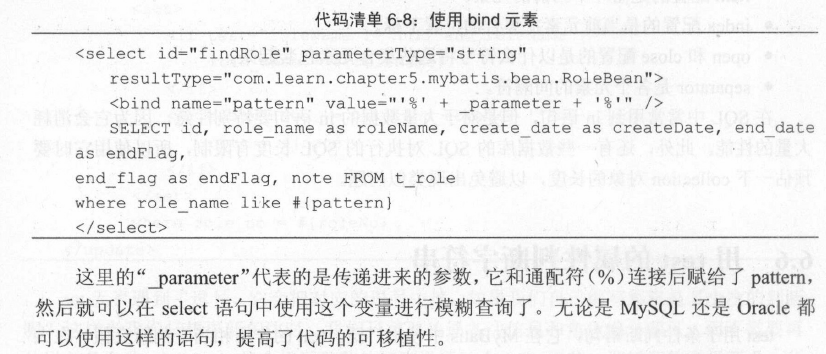 代码清单 6-8：使用 bind 元素
<select id="findRole" parameterType="string"
resultType="com.learn.chapter5.mybatis.bean.RoleBean">
<bind name="pattern" value="'%' + _parameter + '%'" />
SELECT id, role_name as roleName, create_date as createDate, end_date
as endFlag,
end_flag as endFlag, note FROM t_role
where role_name like #{pattern}
</select>
这里的“_parameter”代表的是传递进来的参数，它和通配符（%）连接后赋给了 pattern，
然后就可以在 select 语句中使用这个变量进行模糊查询了。无论是 MySQL 还是 Oracle 都
可以使用这样的语句，提高了代码的可移植性。